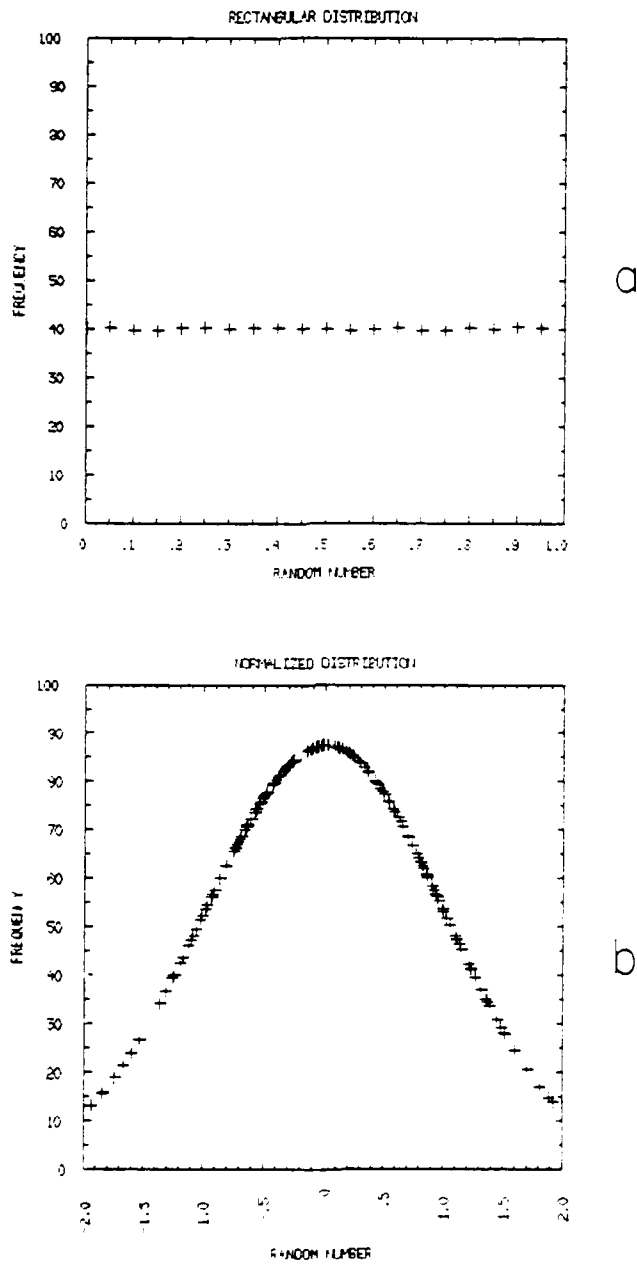 RECTANGULAR DISTRIBUTION
100
90
80
70
60
50
40
30
20
10
0
FREQUENCY
0 .1 .2 .3 .4 .5 .6 .7 .8 .9 1.0
RANDOM NUMBER
a
NORMALIZED DISTRIBUTION
100
90
80
70
60
50
40
30
20
10
0
FREQUENCY
-2.0 -1.5 -1.0 -.5 0 .5 1.0 1.5 2.0
RANDOM NUMBER
b